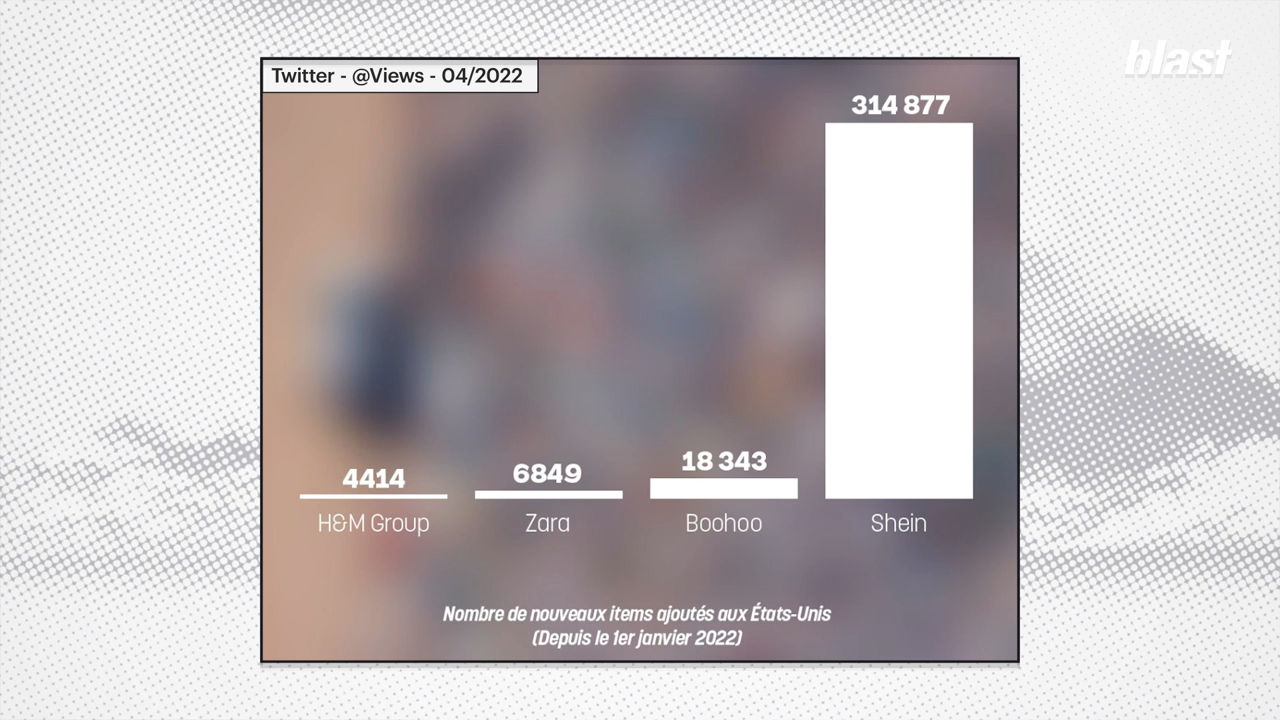 blast
Twitter - @Views - 04/2022
314 877
18 343
6849
4414
H&M Group
Zara
Boohoo
Shein
Nombre de nouveaux items ajoutés aux États-Unis
(Depuis le 1er janvier 2022)